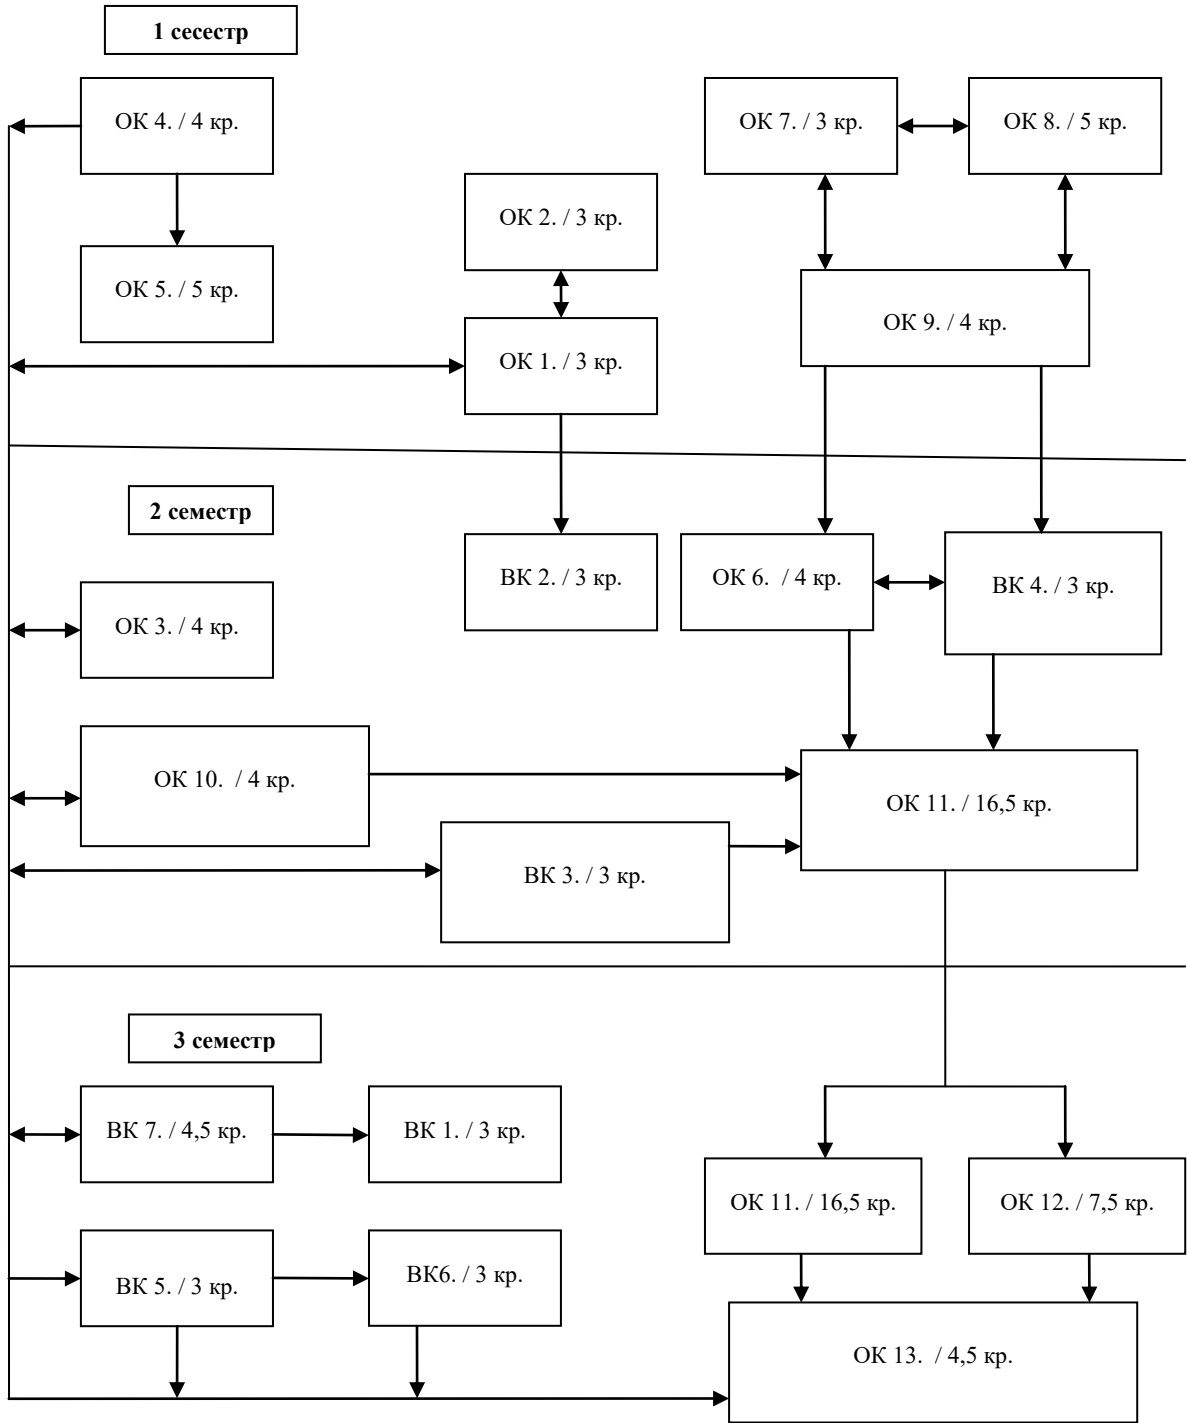 1 сесестр
ОК 4. / 4 кр.
ОК 7. / 3 кр.
ОК 8. / 5 кр.
ОК 2. / 3 кр.
ОК 5. / 5 кр.
ОК 9. / 4 кр.
ОК 1. / 3 кр.
2 семестр
ВК 2. / 3 кр.
ОК 6. / 4 кр.
ВК 4. / 3 кр.
ОК 3. / 4 кр.
ОК 10. / 4 кр.
ОК 11. / 16,5 кр.
ВК 3. / 3 кр.
3 семестр
ВК 7. / 4,5 кр.
ВК 1. / 3 кр.
ОК 11. / 16,5 кр.
ОК 12. / 7,5 кр.
ВК 5. / 3 кр.
ВК6. / 3 кр.
ОК 13. / 4,5 кр.